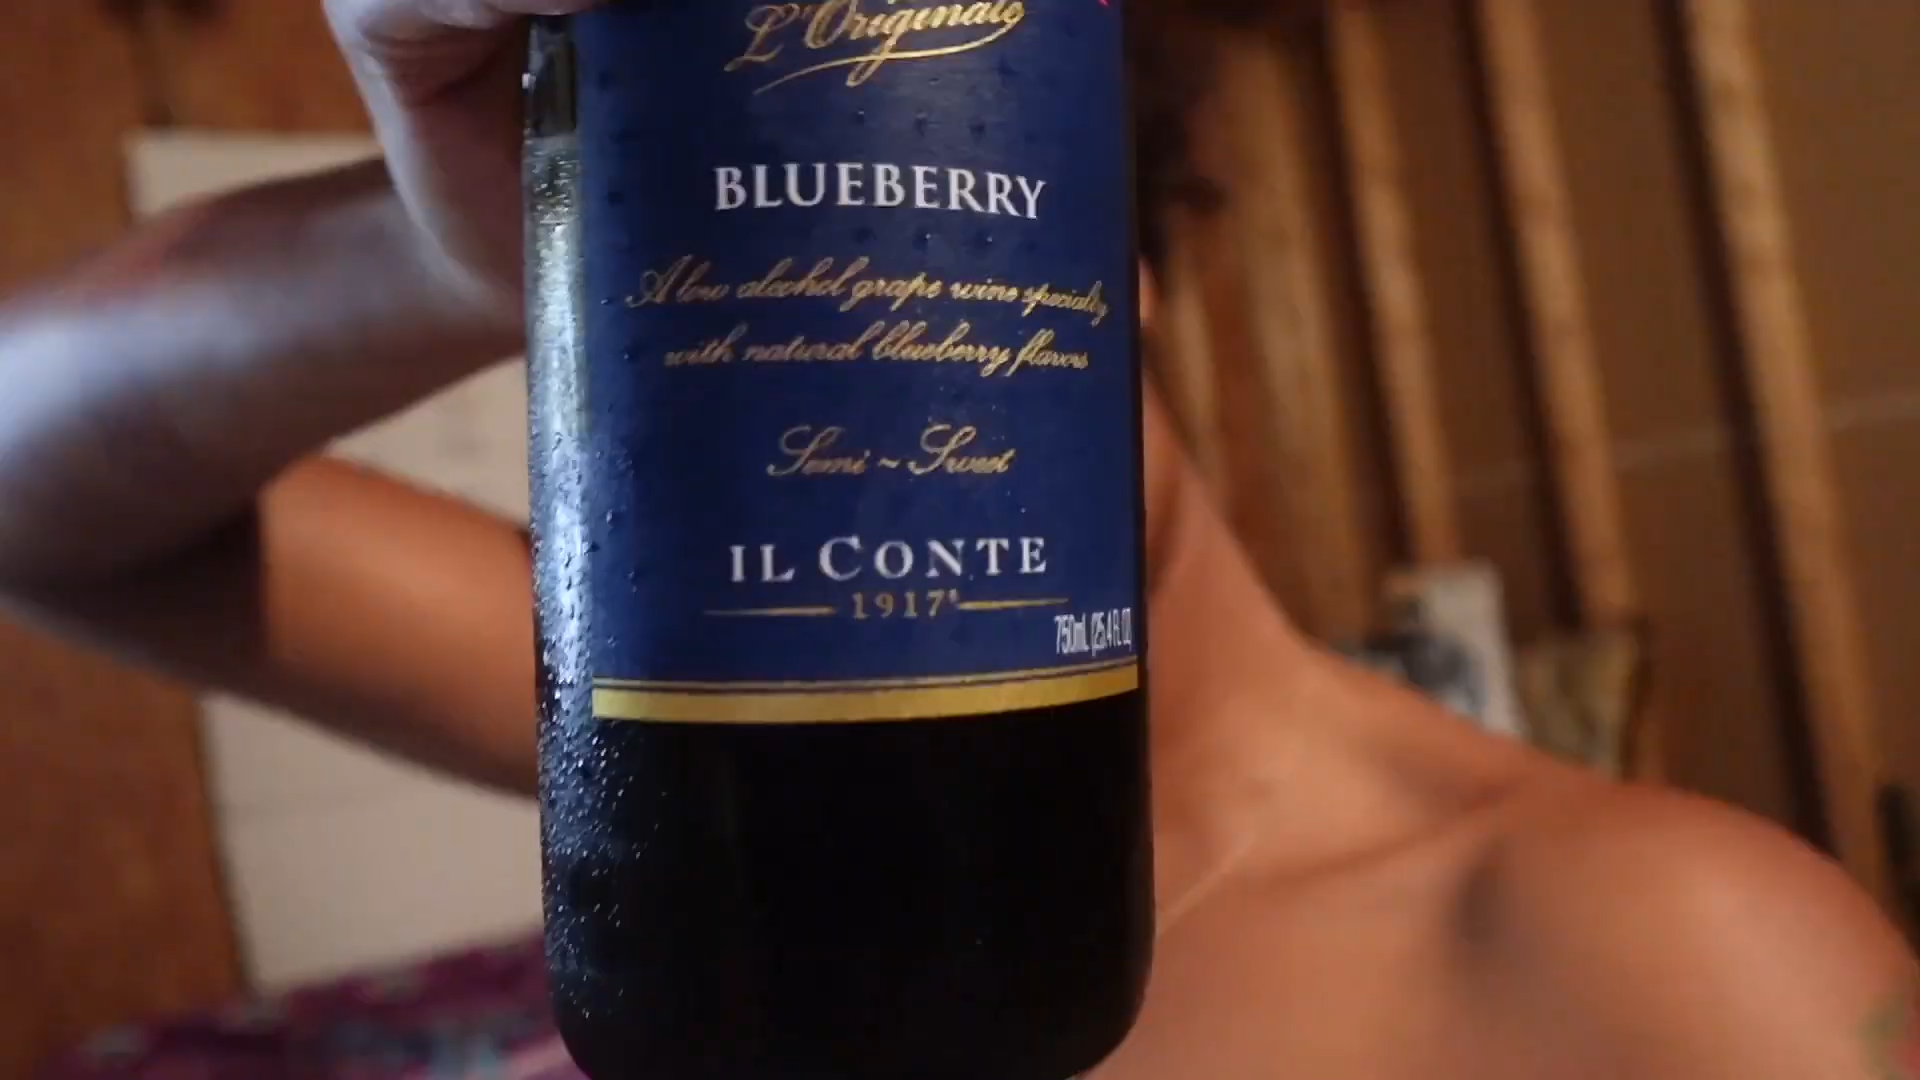 L'Originale
BLUEBERRY
A low alcohol grape wine specialty
with natural blueberry flavors
Semi ~ Sweet
IL CONTE
1917
750mL (25.4 FL OZ)